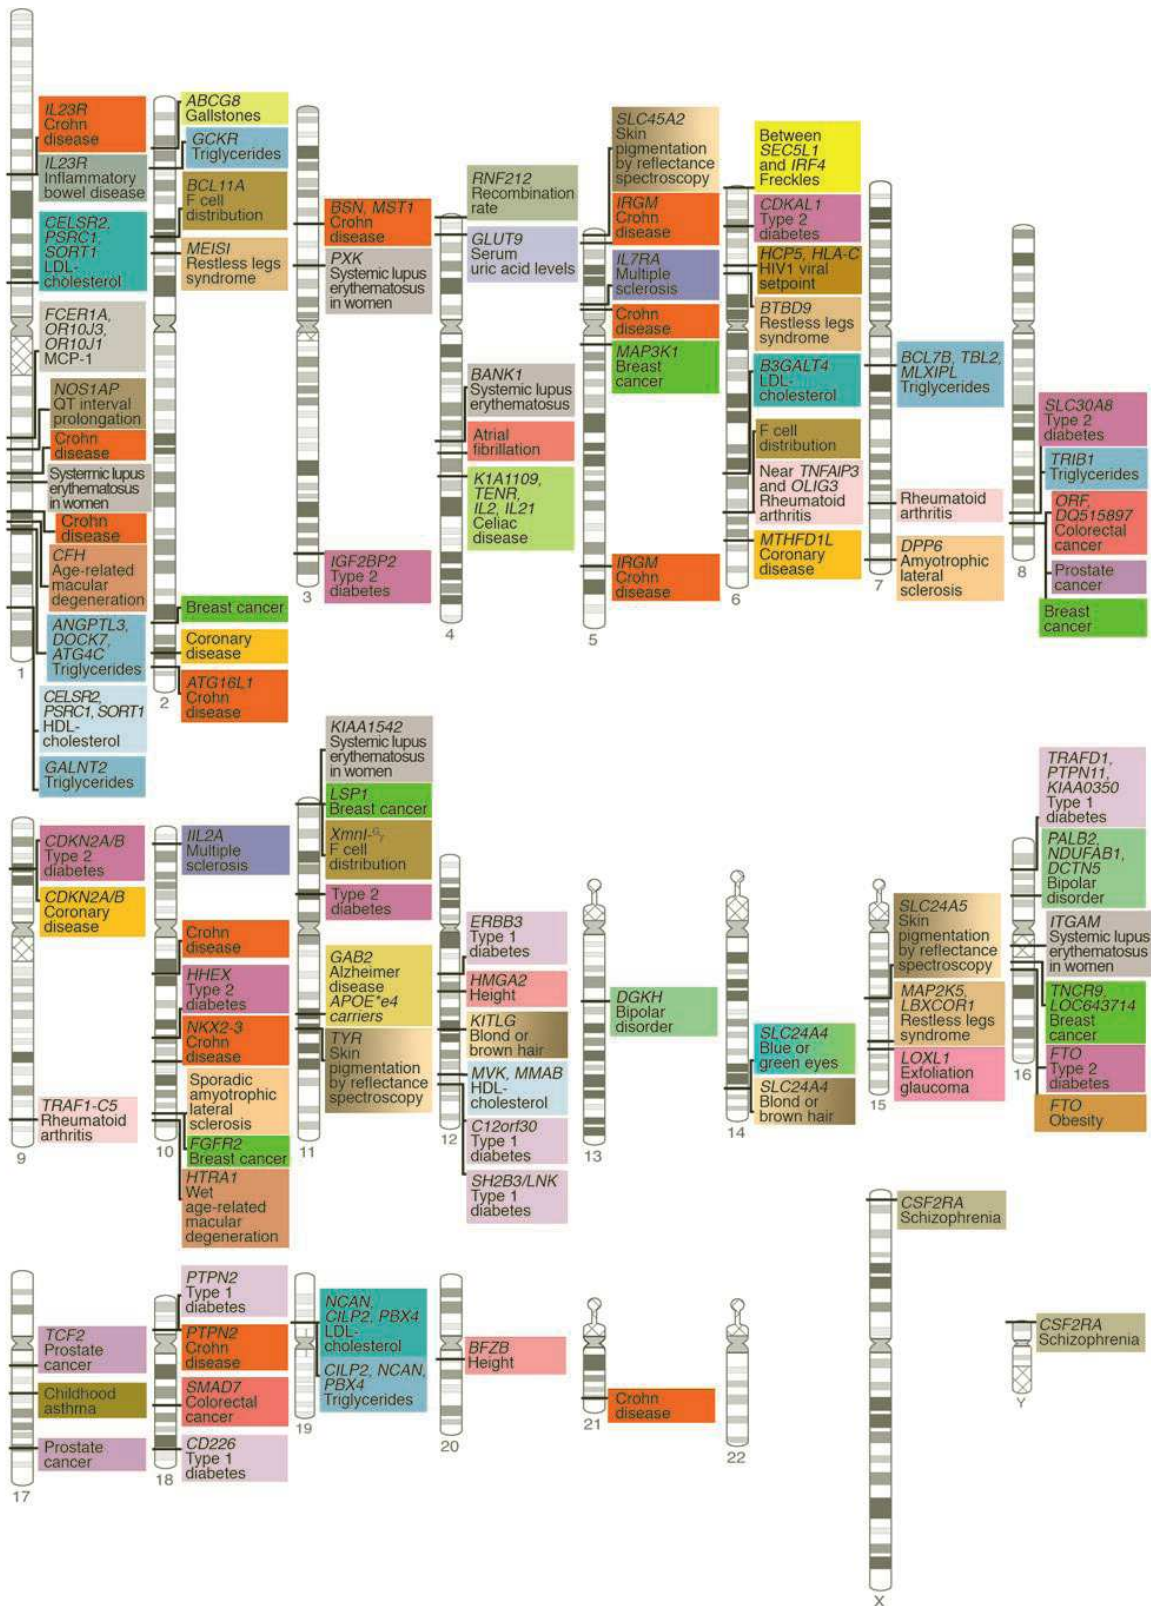 IL23R
Crohn
disease
IL23R
Inflammatory
bowel disease
CELSR2,
PSRC1,
SORT1
LDL-
cholesterol
FCER1A,
OR10J3,
OR10J1
MCP-1
NOS1AP
QT interval
prolongation
Crohn
disease
Systermic lupus
erythematosus
in women
Crohn
disease
CFH
Age-related
macular
degeneration
ANGPTL3,
DOCK7,
ATG4C
Triglycerides
CELSR2,
PSRC1, SORT1
HDL-
cholesterol
GALNT2
Triglycerides
1
ABCG8
Gallstones
GCKR
Triglycerides
BCL11A
F cell
distribution
MEISI
Restless legs
syndrome
Breast cancer
Coronary
disease
ATG16L1
Crohn
disease
2
BSN, MST1
Crohn
disease
PXK
Systemic lupus
erythematosus
in women
IGF2BP2
Type 2
diabetes
3
RNF212
Recombination
rate
GLUT9
Serum
uric acid levels
BANK1
Systemic lupus
erythematosus
Atrial
fibrillation
K1A1109,
TENR,
IL2, IL21
Celiac
disease
4
SLC45A2
Skin
pigmentation
by reflectance
spectroscopy
IRGM
Crohn
disease
IL7RA
Multiple
sclerosis
Crohn
disease
MAP3K1
Breast
cancer
IRGM
Crohn
disease
5
Between
SEC5L1
and IRF4
Freckles
CDKAL1
Type 2
diabetes
HCP5, HLA-C
HIV1 viral
setpoint
BTBD9
Restless legs
syndrome
B3GALT4
LDL-
cholesterol
F cell
distribution
Near TNFAIP3
and OLIG3
Rheumatoid
arthritis
MTHFD1L
Coronary
disease
6
BCL7B, TBL2,
MLXIPL
Triglycerides
Rheumatoid
arthritis
DPP6
Amyotrophic
lateral
sclerosis
7
SLC30A8
Type 2
diabetes
TRIB1
Triglycerides
ORF,
DQ515897
Colorectal
cancer
Prostate
cancer
Breast
cancer
8
CDKN2A/B
Type 2
diabetes
CDKN2A/B
Coronary
disease
TRAF1-C5
Rheumatoid
arthritis
9
IIL2A
Multiple
sclerosis
Crohn
disease
HHEX
Type 2
diabetes
NKX2-3
Crohn
disease
Sporadic
amyotrophic
lateral
sclerosis
FGFR2
Breast cancer
HTRA1
Wet
age-related
macular
degeneration
10
KIAA1542
Systemic lupus
erythematosus
in women
LSP1
Breast cancer
XmnI-Gγ
F cell
distribution
Type 2
diabetes
GAB2
Alzheimer
disease
APOE*e4
carriers
TYR
Skin
pigmentation
by reflectance
spectroscopy
11
ERBB3
Type 1
diabetes
HMGA2
Height
KITLG
Blond or
brown hair
MVK, MMAB
HDL-
cholesterol
C12orf30
Type 1
diabetes
SH2B3/LNK
Type 1
diabetes
12
DGKH
Bipolar
disorder
13
SLC24A4
Blue or
green eyes
SLC24A4
Blond or
brown hair
14
SLC24A5
Skin
pigmentation
by reflectance
spectroscopy
MAP2K5,
LBXCOR1
Restless legs
syndrome
LOXL1
Exfoliation
glaucoma
15
TRAFD1,
PTPN11,
KIAA0350
Type 1
diabetes
PALB2,
NDUFAB1,
DCTN5
Bipolar
disorder
ITGAM
Systemic lupus
erythematosus
in women
TNCR9,
LOC643714
Breast
cancer
FTO
Type 2
diabetes
FTO
Obesity
16
TCF2
Prostate
cancer
Childhood
asthma
Prostate
cancer
17
PTPN2
Type 1
diabetes
PTPN2
Crohn
disease
SMAD7
Colorectal
cancer
CD226
Type 1
diabetes
18
NCAN,
CILP2, PBX4
LDL-
cholesterol
CILP2, NCAN,
PBX4
Triglycerides
19
BFZB
Height
20
Crohn
disease
21
22
CSF2RA
Schizophrenia
X
CSF2RA
Schizophrenia
Y